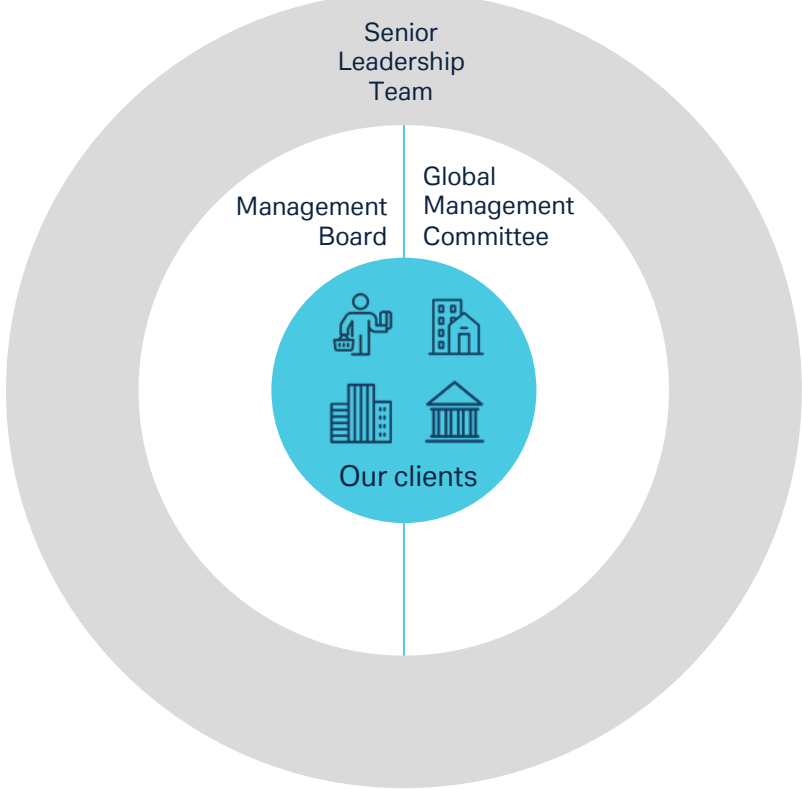 Senior
Leadership
Team
Management
Board
Global
Management
Committee
Our clients